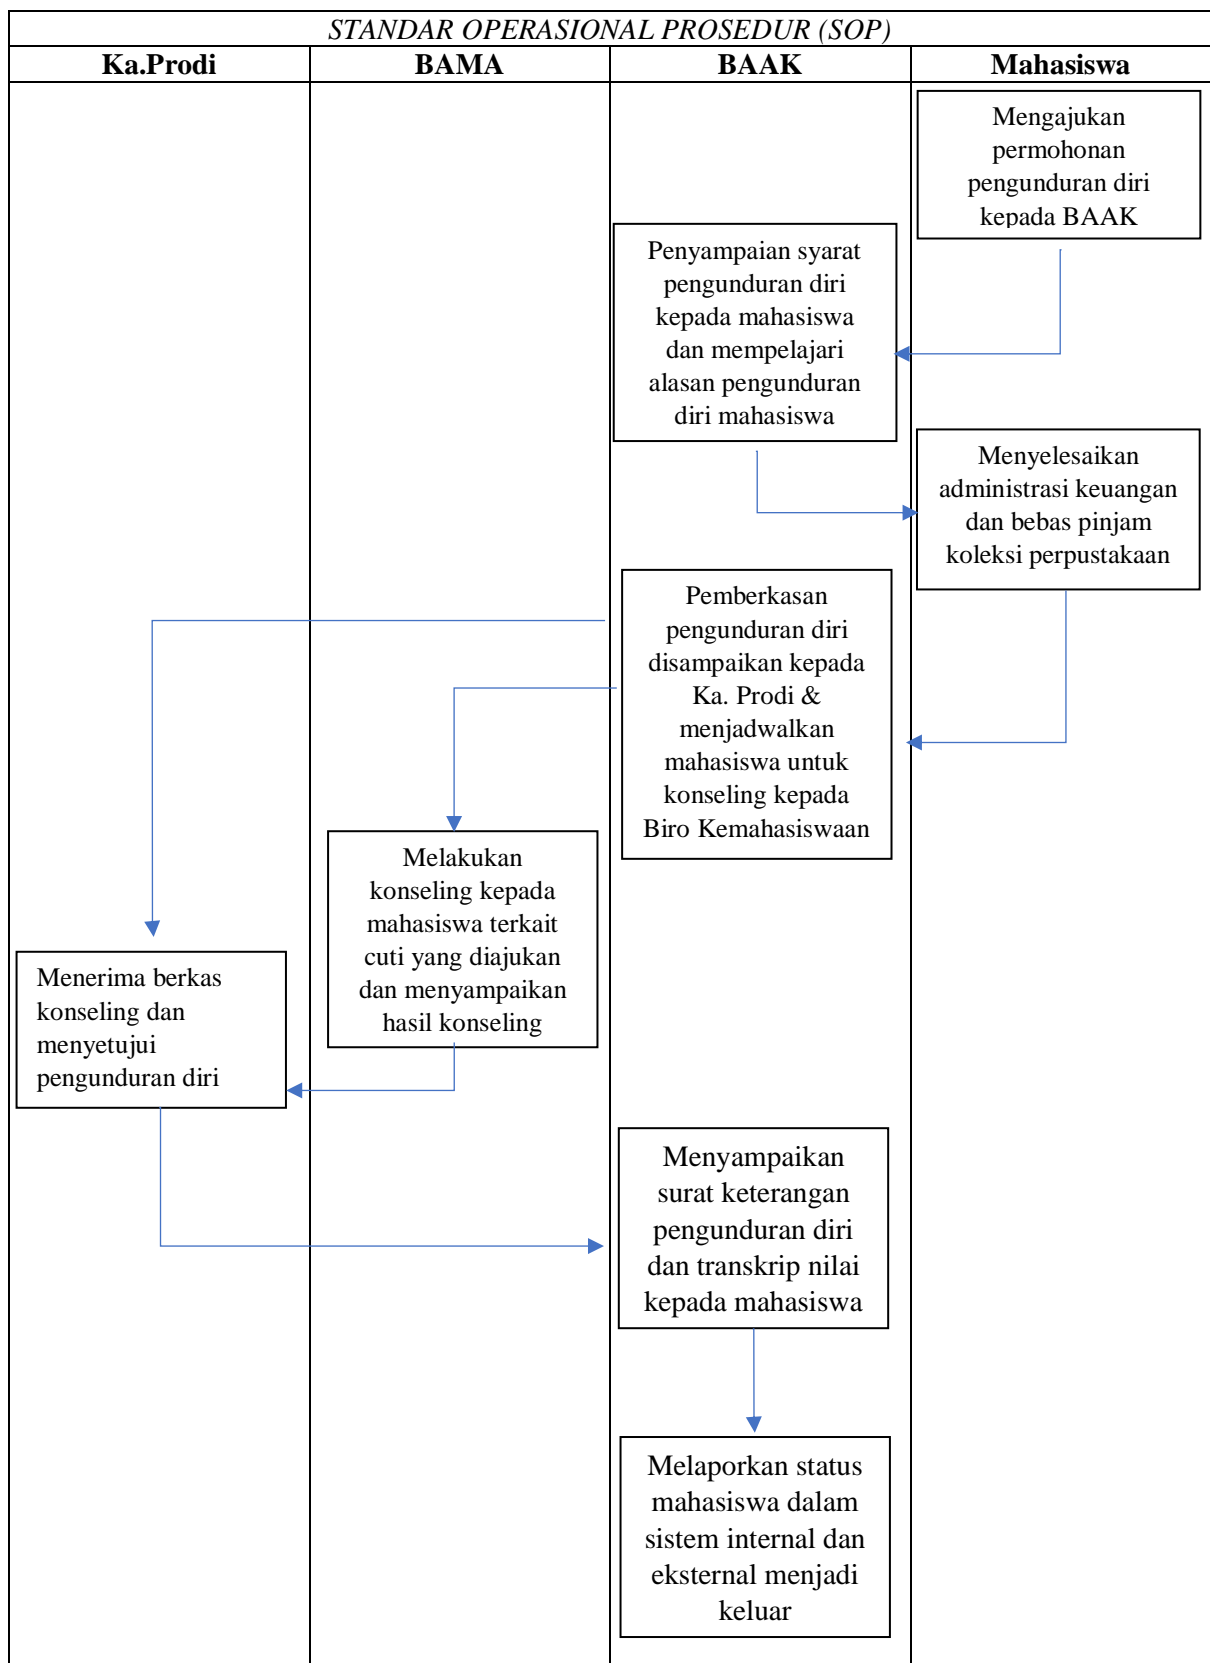 STANDAR OPERASIONAL PROSEDUR (SOP)
Ka.Prodi
BAMA
BAAK
Mahasiswa
Mengajukan
permohonan
pengunduran diri
kepada BAAK
Penyampaian syarat
pengunduran diri
kepada mahasiswa
dan mempelajari
alasan pengunduran
diri mahasiswa
Menyelesaikan
administrasi keuangan
dan bebas pinjam
koleksi perpustakaan
Pemberkasan
pengunduran diri
disampaikan kepada
Ka. Prodi &
menjadwalkan
mahasiswa untuk
konseling kepada
Biro Kemahasiswaan
Melakukan
konseling kepada
mahasiswa terkait
cuti yang diajukan
dan menyampaikan
hasil konseling
Menerima berkas
konseling dan
menyetujui
pengunduran diri
Menyampaikan
surat keterangan
pengunduran diri
dan transkrip nilai
kepada mahasiswa
Melaporkan status
mahasiswa dalam
sistem internal dan
eksternal menjadi
keluar